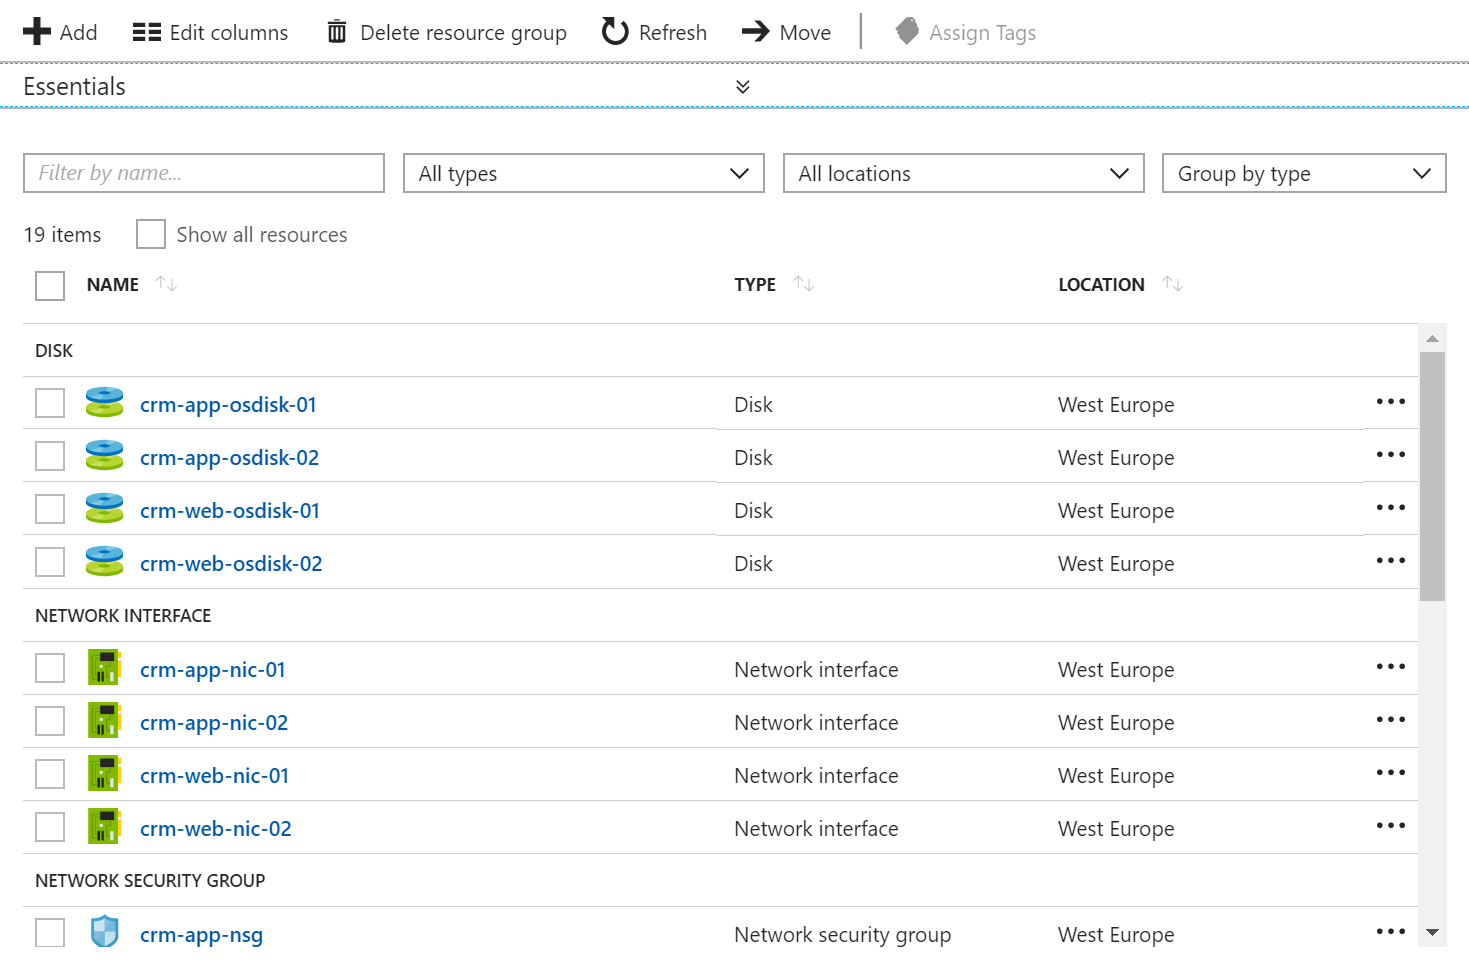 Add Edit columns Delete resource group Refresh Move Assign Tags
Essentials
Filter by name... All types All locations Group by type
19 items Show all resources
NAME TYPE LOCATION
DISK
crm-app-osdisk-01 Disk West Europe
crm-app-osdisk-02 Disk West Europe
crm-web-osdisk-01 Disk West Europe
crm-web-osdisk-02 Disk West Europe
NETWORK INTERFACE
crm-app-nic-01 Network interface West Europe
crm-app-nic-02 Network interface West Europe
crm-web-nic-01 Network interface West Europe
crm-web-nic-02 Network interface West Europe
NETWORK SECURITY GROUP
crm-app-nsg Network security group West Europe